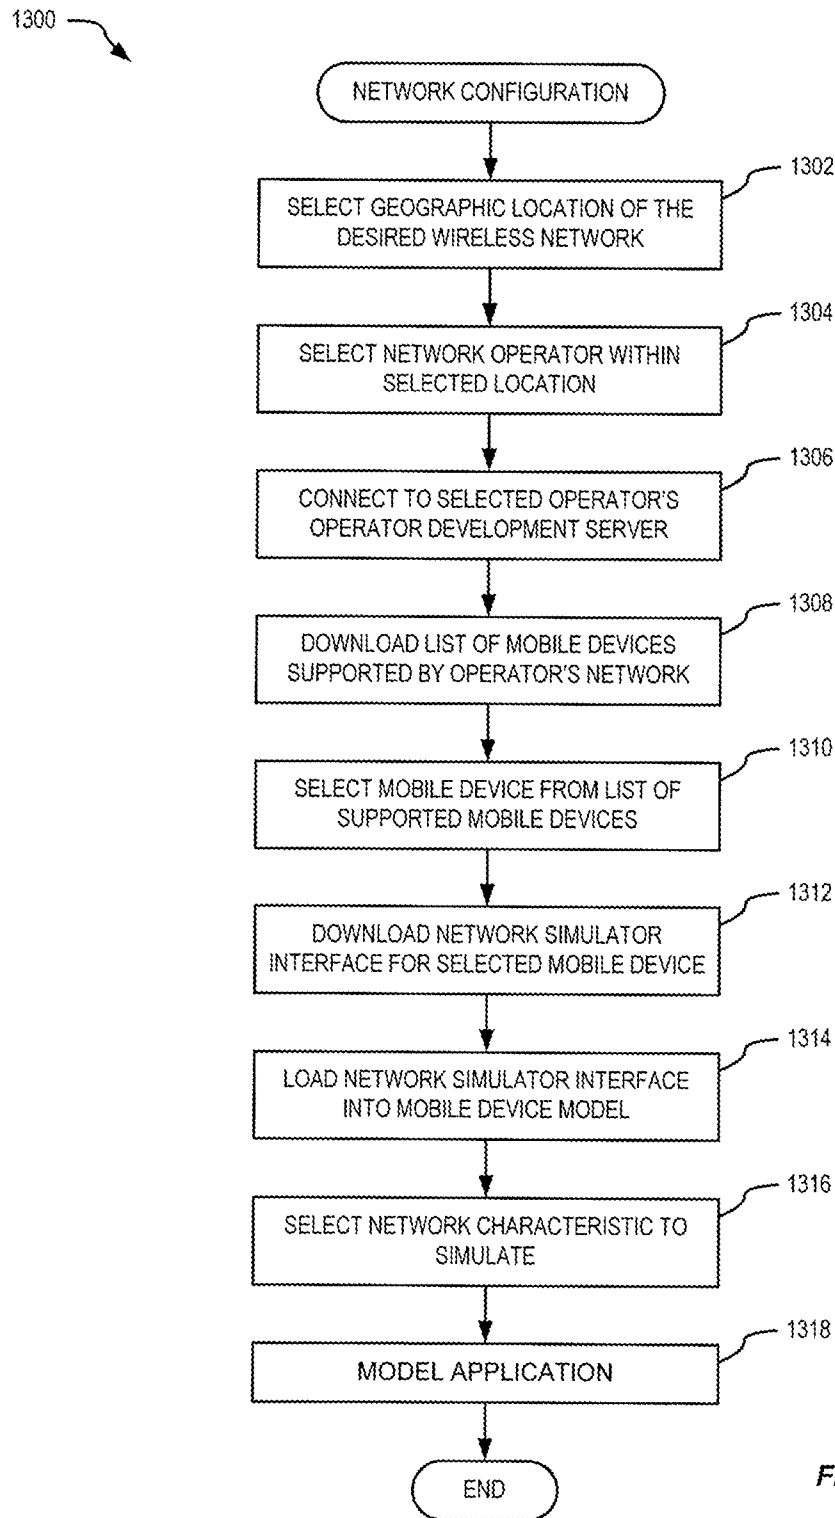 1300
NETWORK CONFIGURATION
1302
SELECT GEOGRAPHIC LOCATION OF THE
DESIRED WIRELESS NETWORK
1304
SELECT NETWORK OPERATOR WITHIN
SELECTED LOCATION
1306
CONNECT TO SELECTED OPERATOR'S
OPERATOR DEVELOPMENT SERVER
1308
DOWNLOAD LIST OF MOBILE DEVICES
SUPPORTED BY OPERATOR'S NETWORK
1310
SELECT MOBILE DEVICE FROM LIST OF
SUPPORTED MOBILE DEVICES
1312
DOWNLOAD NETWORK SIMULATOR
INTERFACE FOR SELECTED MOBILE DEVICE
1314
LOAD NETWORK SIMULATOR INTERFACE
INTO MOBILE DEVICE MODEL
1316
SELECT NETWORK CHARACTERISTIC TO
SIMULATE
1318
MODEL APPLICATION
END